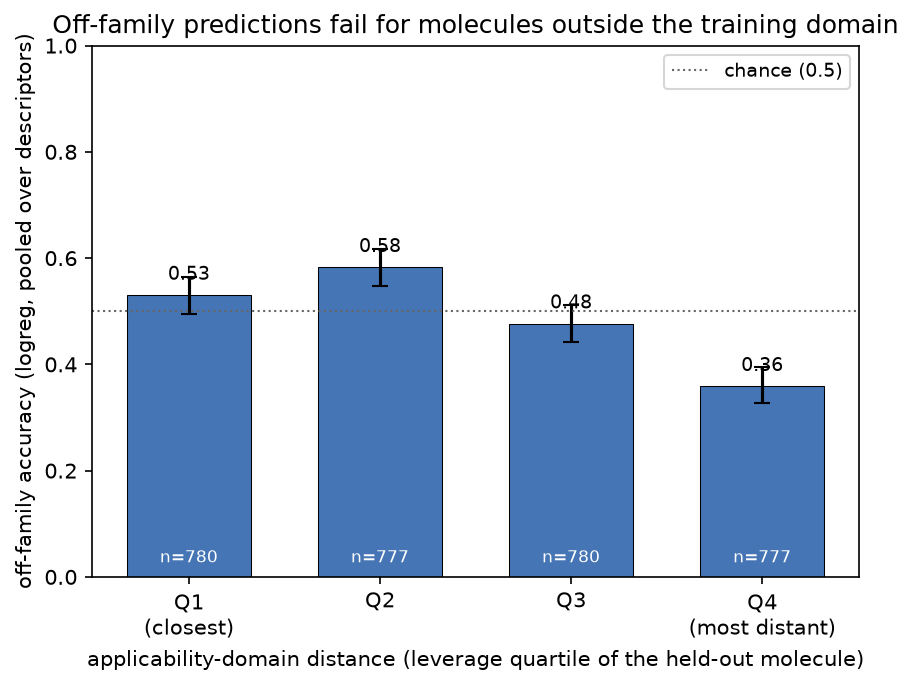 Off-family predictions fail for molecules outside the training domain
off-family accuracy (logreg, pooled over descriptors)
1.0
0.8
0.6
0.4
0.2
0.0
chance (0.5)
0.53
0.58
0.48
0.36
n=780
n=777
n=780
n=777
Q1
(closest)
Q2
Q3
Q4
(most distant)
applicability-domain distance (leverage quartile of the held-out molecule)